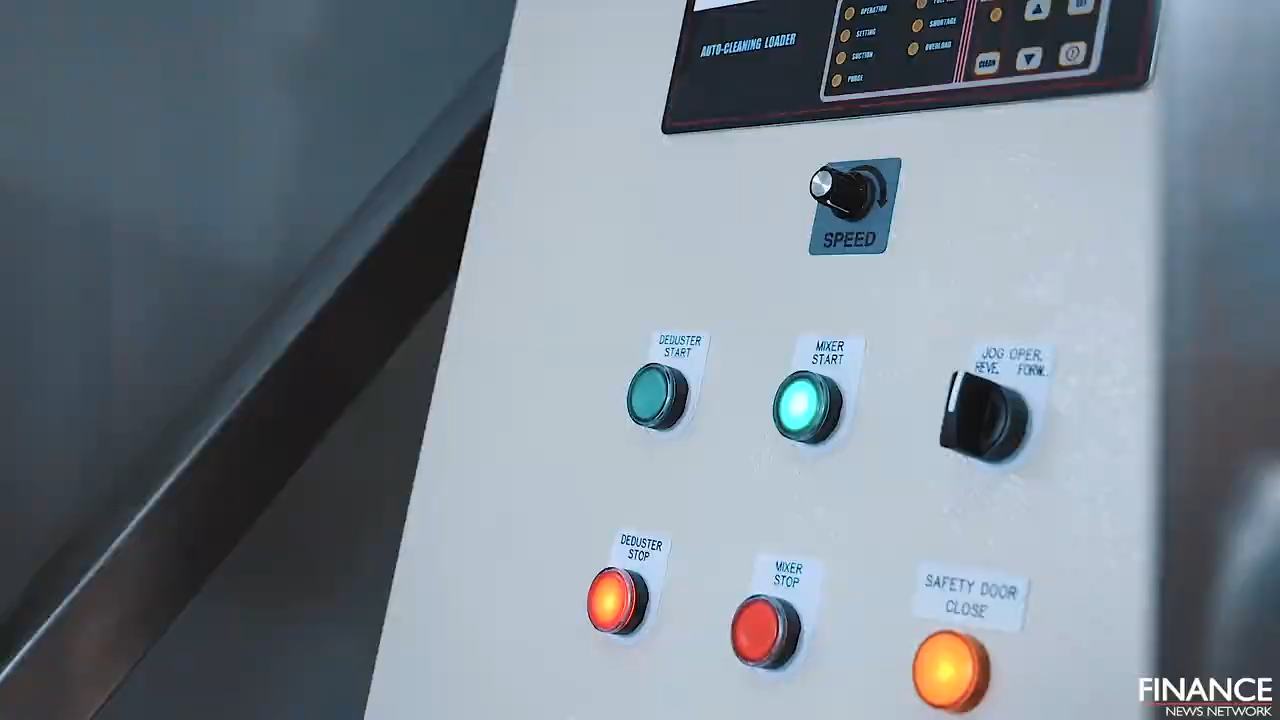 OPERATION
SHORTAGE
SETTING
OVERLOAD
AUTO-CLEANING LOADER
SUCTION
CLEAN
PURGE
SPEED
DEDUSTER
START
MIXER
START
JOG OPER.
REVE. FORW.
DEDUSTER
STOP
MIXER
STOP
SAFETY DOOR
CLOSE
FINANCE
NEWS NETWORK